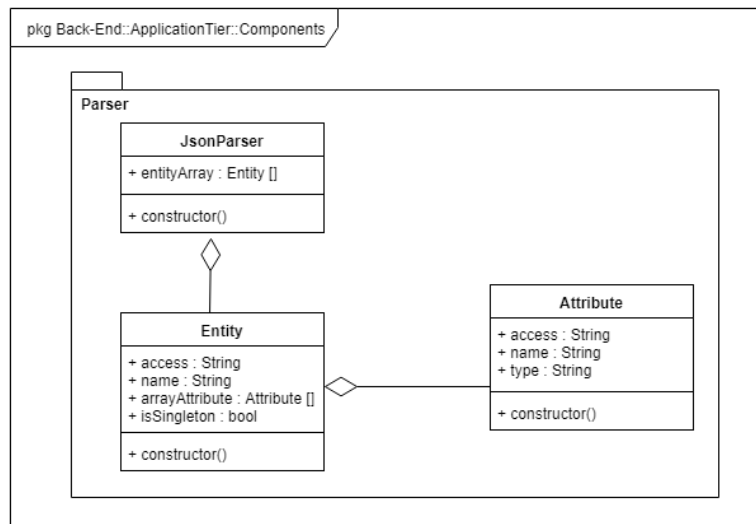 pkg Back-End::ApplicationTier::Components
Parser
JsonParser
+ entityArray : Entity []
+ constructor()
Entity
+ access : String
+ name : String
+ arrayAttribute : Attribute []
+ isSingleton : bool
+ constructor()
Attribute
+ access : String
+ name : String
+ type : String
+ constructor()